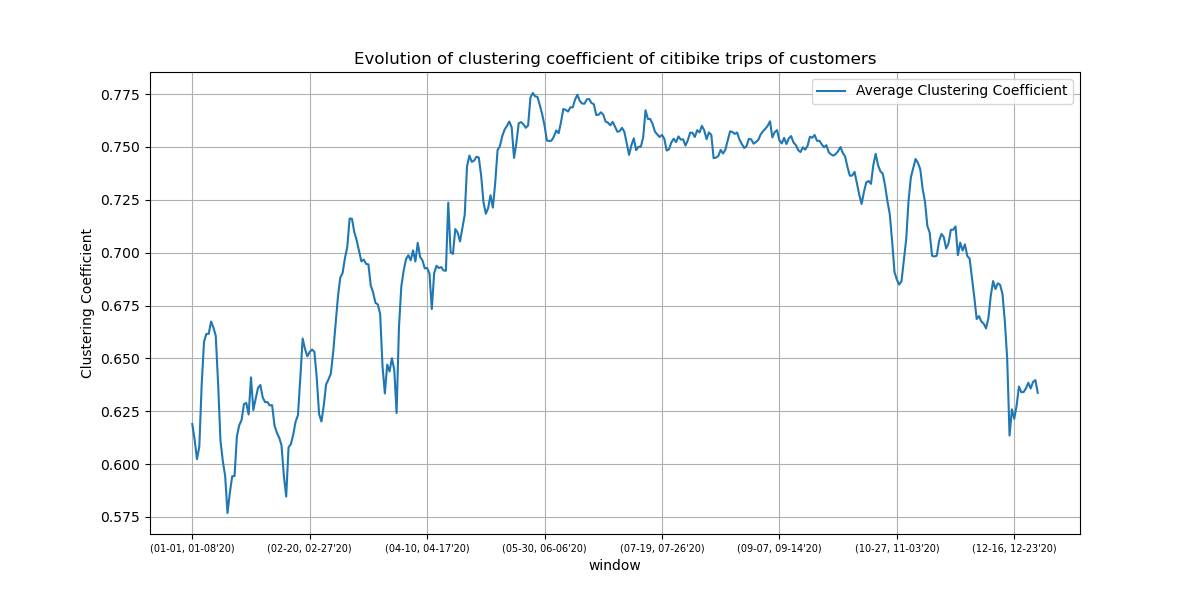 Evolution of clustering coefficient of citibike trips of customers
Average Clustering Coefficient
Clustering Coefficient
0.775
0.750
0.725
0.700
0.675
0.650
0.625
0.600
0.575
(01-01, 01-08'20) (02-20, 02-27'20) (04-10, 04-17'20) (05-30, 06-06'20) (07-19, 07-26'20) (09-07, 09-14'20) (10-27, 11-03'20) (12-16, 12-23'20)
window